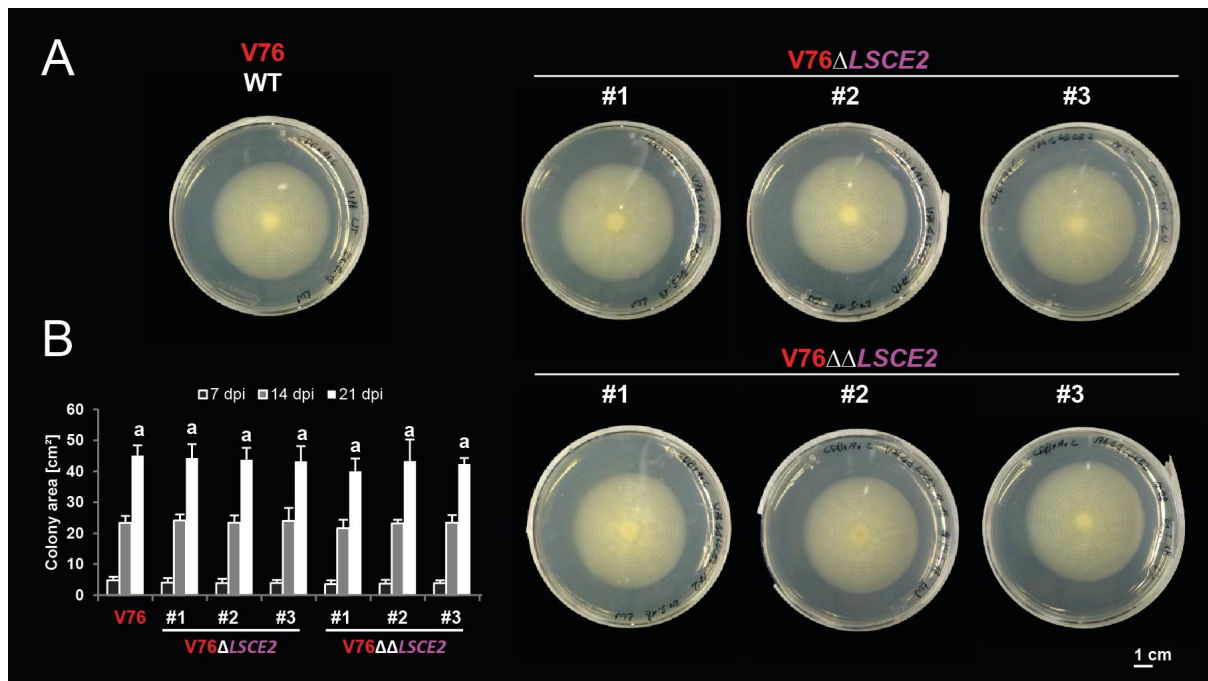 A
V76
WT
V76ΔLSCE2
#1 #2 #3
V76ΔΔLSCE2
#1 #2 #3
B
7 dpi 14 dpi 21 dpi
Colony area [cm²]
60
50
40
30
20
10
0
a a a a a a a
V76 #1 #2 #3 #1 #2 #3
V76ΔLSCE2 V76ΔΔLSCE2
1 cm